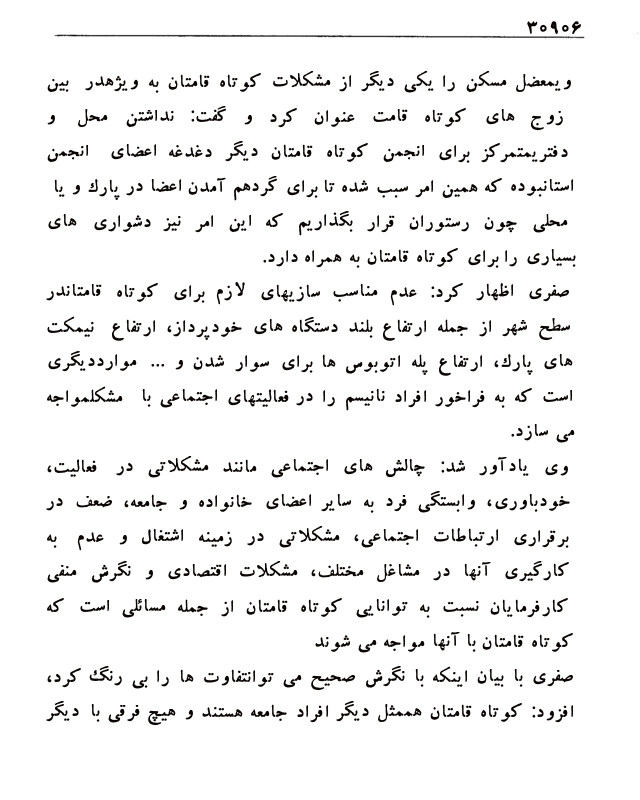 ۳۰۹۰۶
ویمعضل مسکن را یکی دیگر از مشکلات کوتاه قامتان به ویژهدر بین
زوج های کوتاه قامت عنوان کرد و گفت: نداشتن محل و
دفتریمتمرکز برای انجمن کوتاه قامتان دیگر دغدغه اعضای انجمن
استانبوده که همین امر سبب شده تا برای گردهم آمدن اعضا در پارك و یا
محلی چون رستوران قرار بگذاریم که این امر نیز دشواری های
بسیاری را برای کوتاه قامتان به همراه دارد.
صفری اظهار کرد: عدم مناسب سازیهای لازم برای کوتاه قامتاندر
سطح شهر از جمله ارتفاع بلند دستگاه های خودپرداز، ارتفاع نیمکت
های پارك، ارتفاع پله اتوبوس ها برای سوار شدن و ... موارددیگری
است که به فراخور افراد نانیسم را در فعالیتهای اجتماعی با مشکلمواجه
می سازد.
وی یادآور شد: چالش های اجتماعی مانند مشکلاتی در فعالیت،
خودباوری، وابستگی فرد به سایر اعضای خانواده و جامعه، ضعف در
برقراری ارتباطات اجتماعی، مشکلاتی در زمینه اشتغال و عدم به
کارگیری آنها در مشاغل مختلف، مشکلات اقتصادی و نگرش منفی
کارفرمایان نسبت به توانایی کوتاه قامتان از جمله مسائلی است که
کوتاه قامتان با آنها مواجه می شوند
صفری با بیان اینکه با نگرش صحیح می توانتفاوت ها را بی رنگ کرد،
افزود: کوتاه قامتان هممثل دیگر افراد جامعه هستند و هیچ فرقی با دیگر